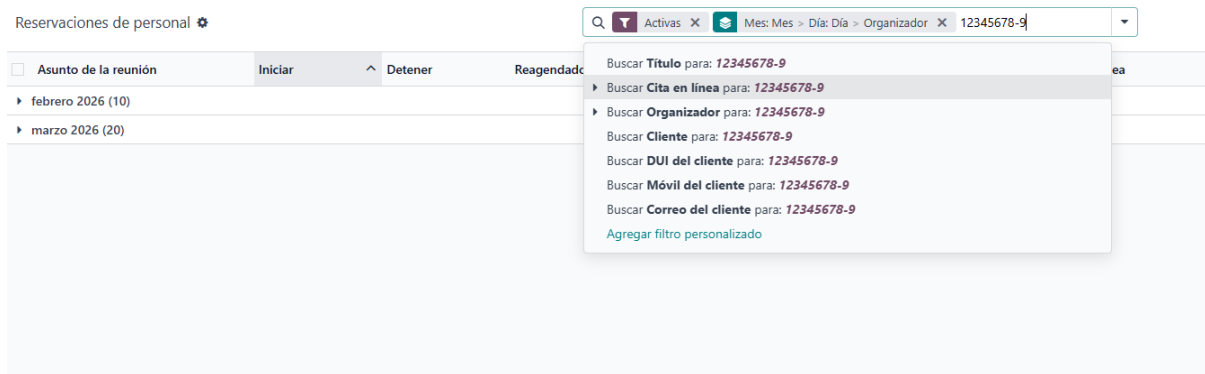 Reservaciones de personal
Activas
Mes: Mes > Día: Día > Organizador
12345678-9
Asunto de la reunión
Iniciar
Detener
Reagendado
Buscar Título para: 12345678-9
Buscar Cita en línea para: 12345678-9
Buscar Organizador para: 12345678-9
Buscar Cliente para: 12345678-9
Buscar DUI del cliente para: 12345678-9
Buscar Móvil del cliente para: 12345678-9
Buscar Correo del cliente para: 12345678-9
Agregar filtro personalizado
febrero 2026 (10)
marzo 2026 (20)